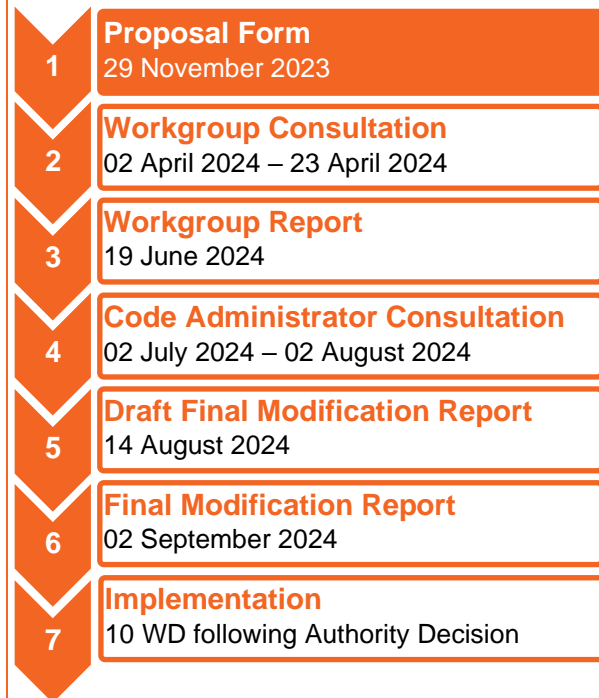 1
Proposal Form
29 November 2023
2
Workgroup Consultation
02 April 2024 – 23 April 2024
3
Workgroup Report
19 June 2024
4
Code Administrator Consultation
02 July 2024 – 02 August 2024
5
Draft Final Modification Report
14 August 2024
6
Final Modification Report
02 September 2024
7
Implementation
10 WD following Authority Decision